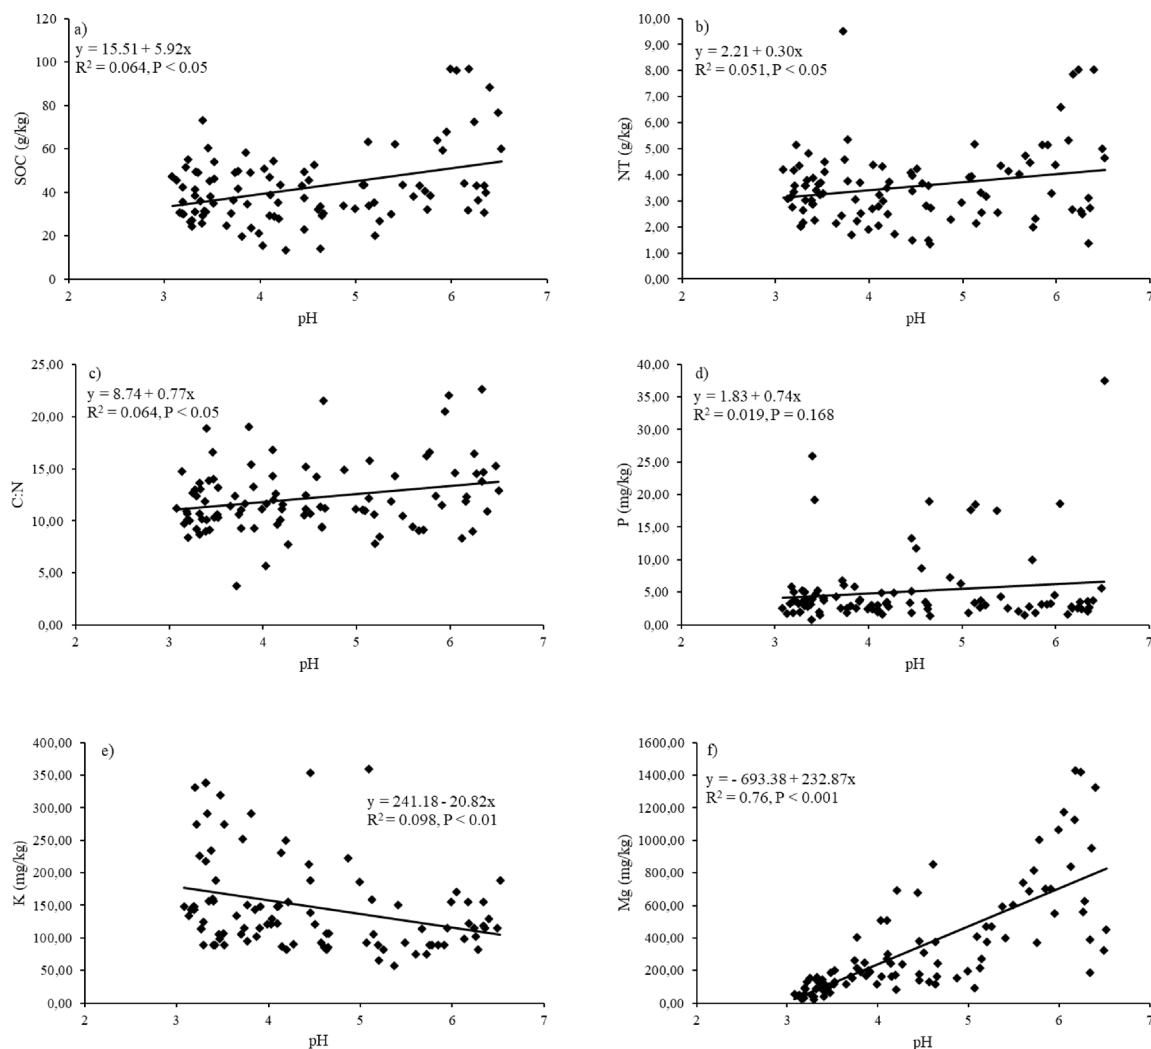 a)
y = 15.51 + 5.92x
R² = 0.064, P < 0.05
SOC (g/kg)
120
100
80
60
40
20
0
2 3 4 5 6 7
pH
b)
y = 2.21 + 0.30x
R² = 0.051, P < 0.05
NT (g/kg)
10,00
9,00
8,00
7,00
6,00
5,00
4,00
3,00
2,00
1,00
0,00
2 3 4 5 6 7
pH
c)
y = 8.74 + 0.77x
R² = 0.064, P < 0.05
C:N
25,00
20,00
15,00
10,00
5,00
0,00
2 3 4 5 6 7
pH
d)
y = 1.83 + 0.74x
R² = 0.019, P = 0.168
P (mg/kg)
40,00
35,00
30,00
25,00
20,00
15,00
10,00
5,00
0,00
2 3 4 5 6 7
pH
e)
y = 241.18 - 20.82x
R² = 0.098, P < 0.01
K (mg/kg)
400,00
350,00
300,00
250,00
200,00
150,00
100,00
50,00
0,00
2 3 4 5 6 7
pH
f)
y = - 693.38 + 232.87x
R² = 0.76, P < 0.001
Mg (mg/kg)
1600,00
1400,00
1200,00
1000,00
800,00
600,00
400,00
200,00
0,00
2 3 4 5 6 7
pH